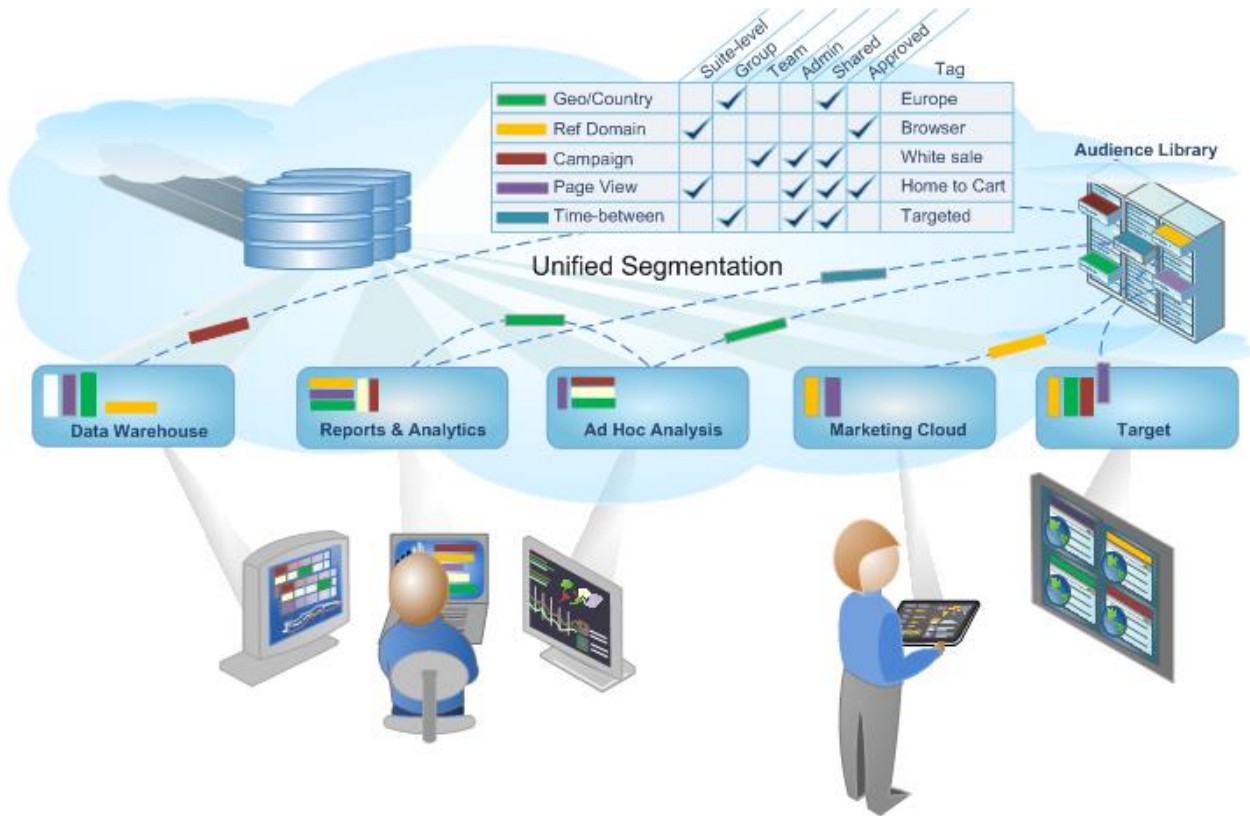 Suite-level
Group
Team
Admin
Shared
Approved
Tag
Geo/Country Europe
Ref Domain Browser
Campaign White sale
Page View Home to Cart
Time-between Targeted
Audience Library
Unified Segmentation
Data Warehouse
Reports & Analytics
Ad Hoc Analysis
Marketing Cloud
Target